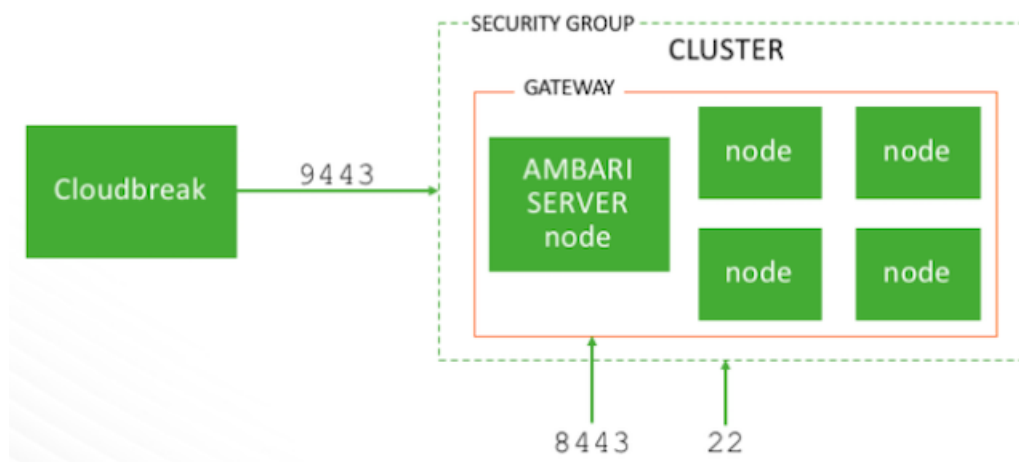 SECURITY GROUP
CLUSTER
GATEWAY
Cloudbreak
9443
AMBARI
SERVER
node
node
node
node
node
8443
22